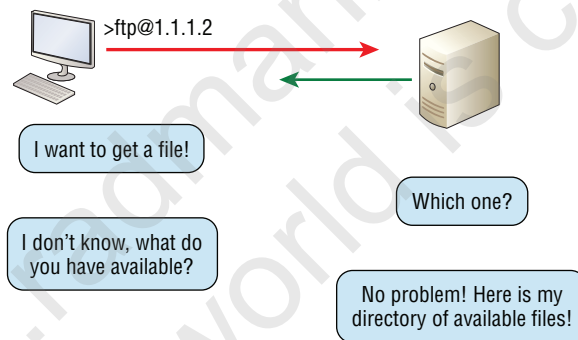 >ftp@1.1.1.2
I want to get a file!
Which one?
I don't know, what do
you have available?
No problem! Here is my
directory of available files!